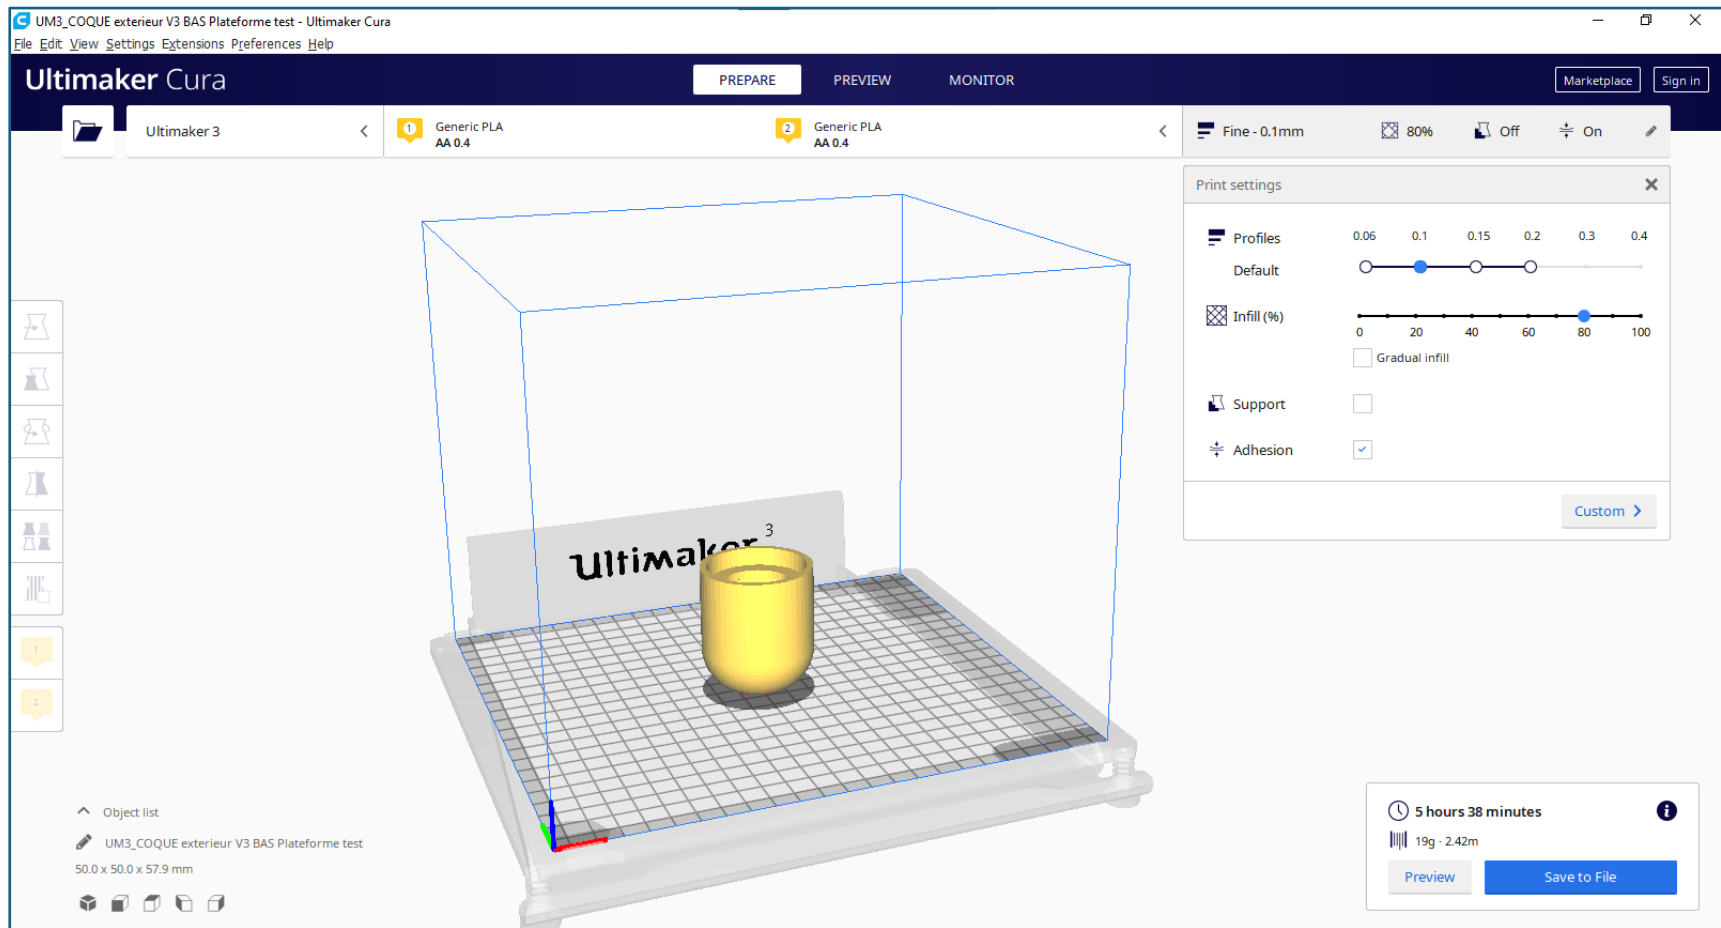 UM3_COQUE exterieur V3 BAS Plateforme test - Ultimaker Cura
File Edit View Settings Extensions Preferences Help
Ultimaker Cura
PREPARE
PREVIEW
MONITOR
Marketplace
Sign in
Ultimaker 3
1
Generic PLA
AA 0.4
2
Generic PLA
AA 0.4
Fine - 0.1mm
80%
Off
On
Print settings
Profiles
0.06 0.1 0.15 0.2 0.3 0.4
Default
Infill (%)
0 20 40 60 80 100
Gradual infill
Support
Adhesion
Custom
Ultimaker 3
1
2
Object list
UM3_COQUE exterieur V3 BAS Plateforme test
50.0 x 50.0 x 57.9 mm
5 hours 38 minutes
19g · 2.42m
Preview
Save to File